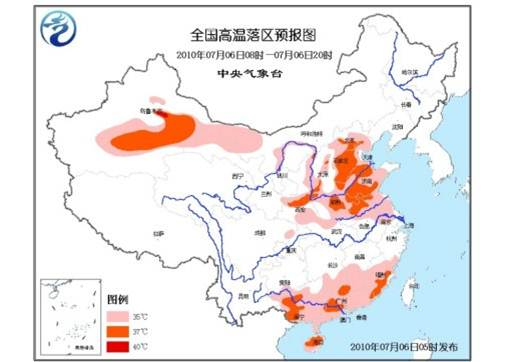 全国高温落区预报图
2010年07月06日08时—07月06日20时
中央气象台
哈尔滨
长春
沈阳
乌鲁木齐
呼和浩特
北京
天津
石家庄
太原
银川
济南
西宁
兰州
郑州
西安
南京
合肥
上海
武汉
杭州
拉萨
成都
重庆
南昌
长沙
贵阳
福州
台北
昆明
广州
南宁
香港
澳门
海口
图例
35℃
37℃
40℃
南海诸岛
2010年07月06日05时发布